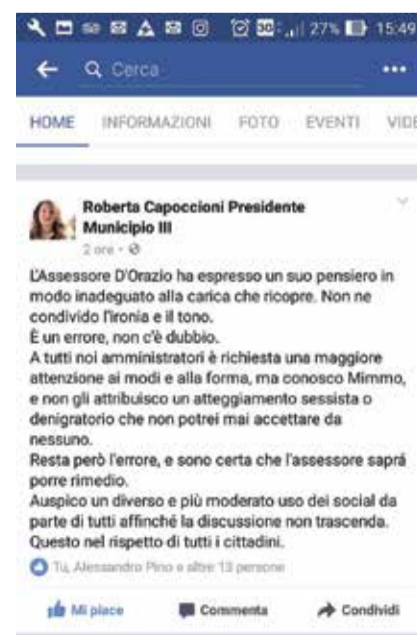 27% 15:49
Cerca
HOME INFORMAZIONI FOTO EVENTI VIDE
Roberta Capoccioni Presidente
Municipio III
2 ore
L'Assessore D'Orazio ha espresso un suo pensiero in
modo inadeguato alla carica che ricopre. Non ne
condivido l'ironia e il tono.
È un errore, non c'è dubbio.
A tutti noi amministratori è richiesta una maggiore
attenzione ai modi e alla forma, ma conosco Mimmo,
e non gli attribuisco un atteggiamento sessista o
denigratorio che non potrei mai accettare da
nessuno.
Resta però l'errore, e sono certa che l'assessore saprá
porre rimedio.
Auspico un diverso e più moderato uso dei social da
parte di tutti affinché la discussione non trascenda.
Questo nel rispetto di tutti i cittadini.
Tu, Alessandro Pino e altre 13 persone
Mi piace Commenta Condividi